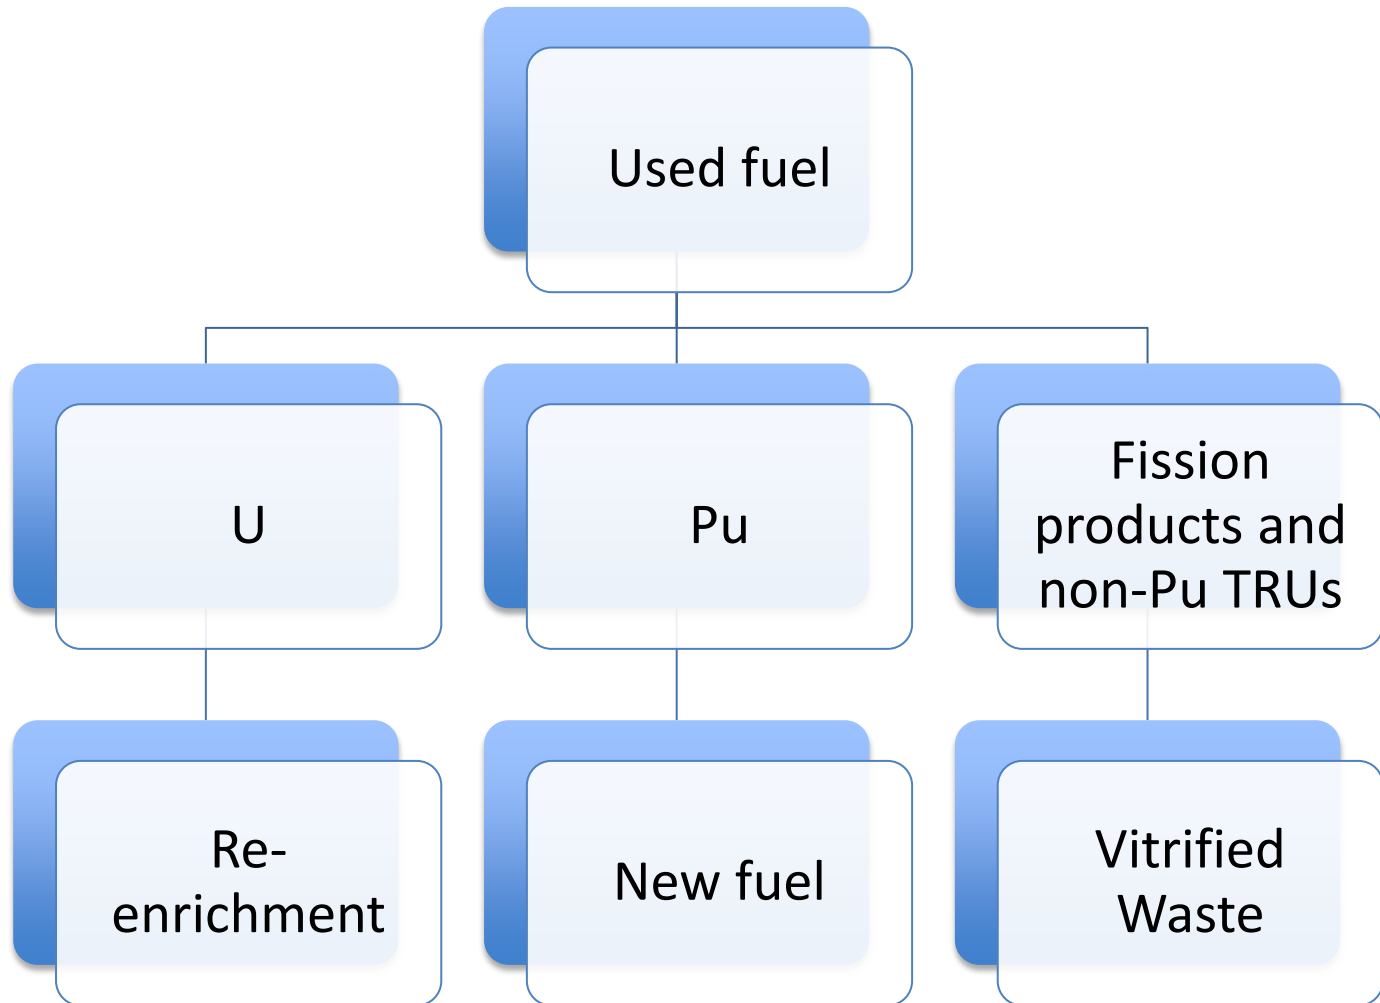 Used fuel
U
Pu
Fission
products and
non-Pu TRUs
Re-
enrichment
New fuel
Vitrified
Waste